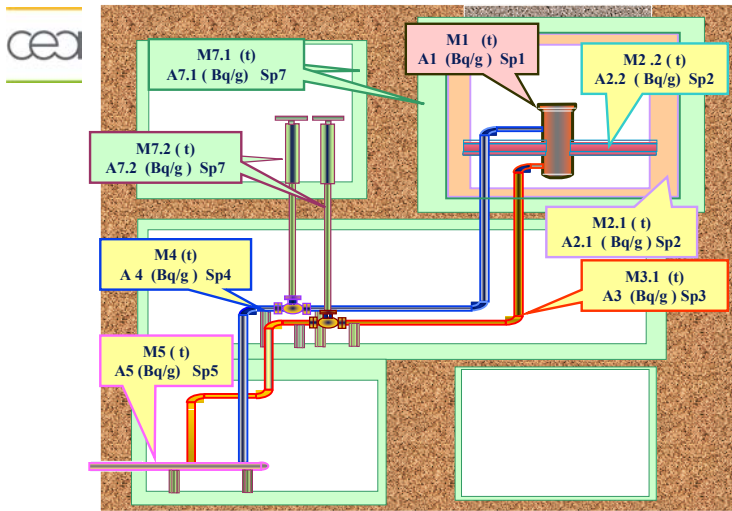 cea
M7.1 (t)
A7.1 ( Bq/g) Sp7
M1 (t)
A1 ( Bq/g) Sp1
M2 .2 ( t)
A2.2 ( Bq/g) Sp2
M7.2 ( t)
A7.2 (Bq/g) Sp7
M2.1 ( t)
A2.1 ( Bq/g ) Sp2
M4 (t)
A 4 (Bq/g ) Sp4
M3.1 (t)
A3 (Bq/g ) Sp3
M5 ( t)
A5 (Bq/g) Sp5